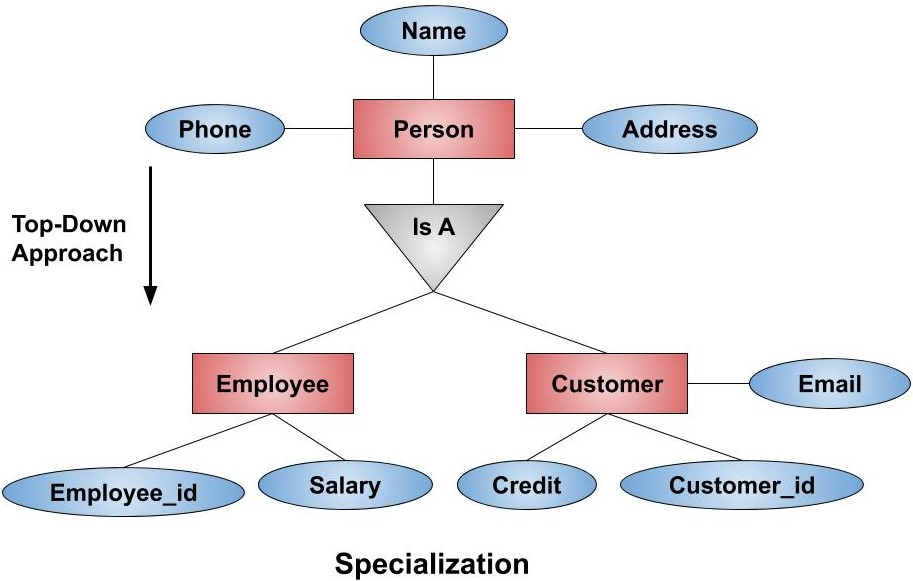 Name
Phone
Person
Address
Is A
Top-Down
Approach
Employee
Customer
Email
Employee_id
Salary
Credit
Customer_id
Specialization